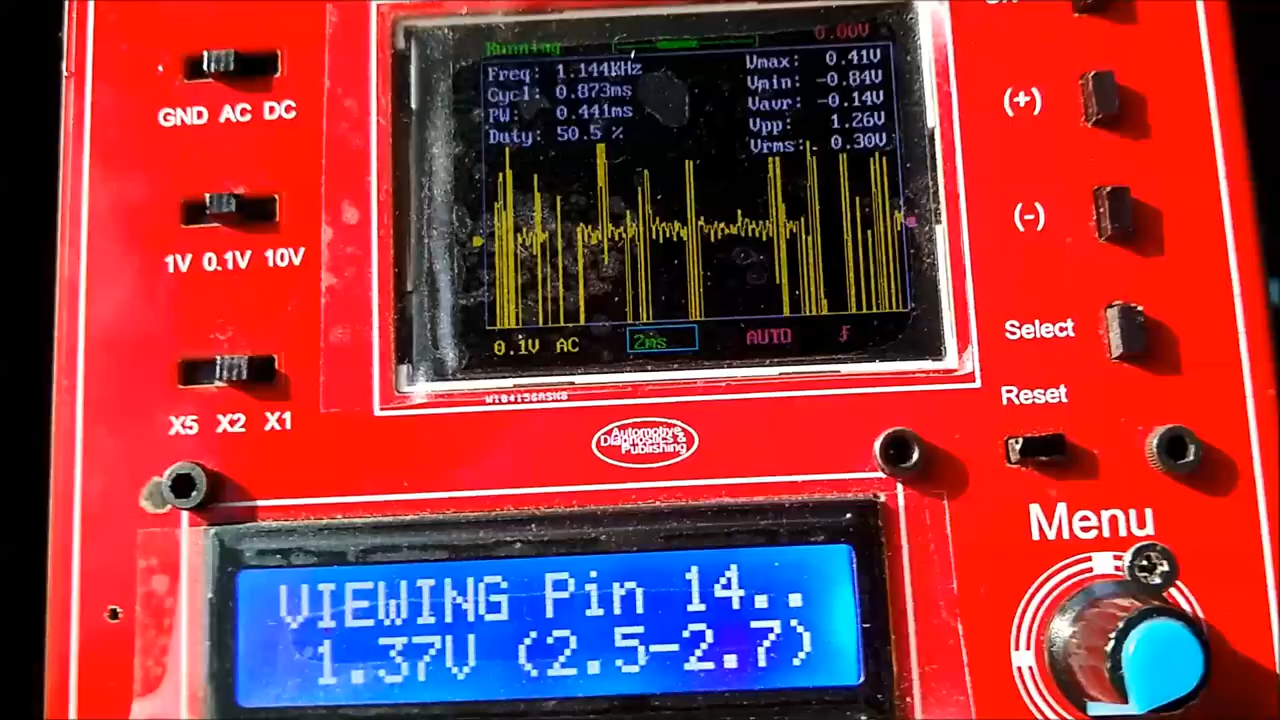 Running
0.00V
Freq: 1.144KHz
Cycl: 0.873ms
PW: 0.441ms
Duty: 50.5 %
Vmax: 0.41V
Vmin: -0.84V
Vavr: -0.14V
Vpp: 1.26V
Vrms: 0.30V
0.1V AC
2ms
AUTO
GND AC DC
1V 0.1V 10V
X5 X2 X1
(+)
(-)
Select
Reset
Automotive
Diagnostics &
Publishing
Menu
VIEWING Pin 14..
1.37V (2.5-2.7)